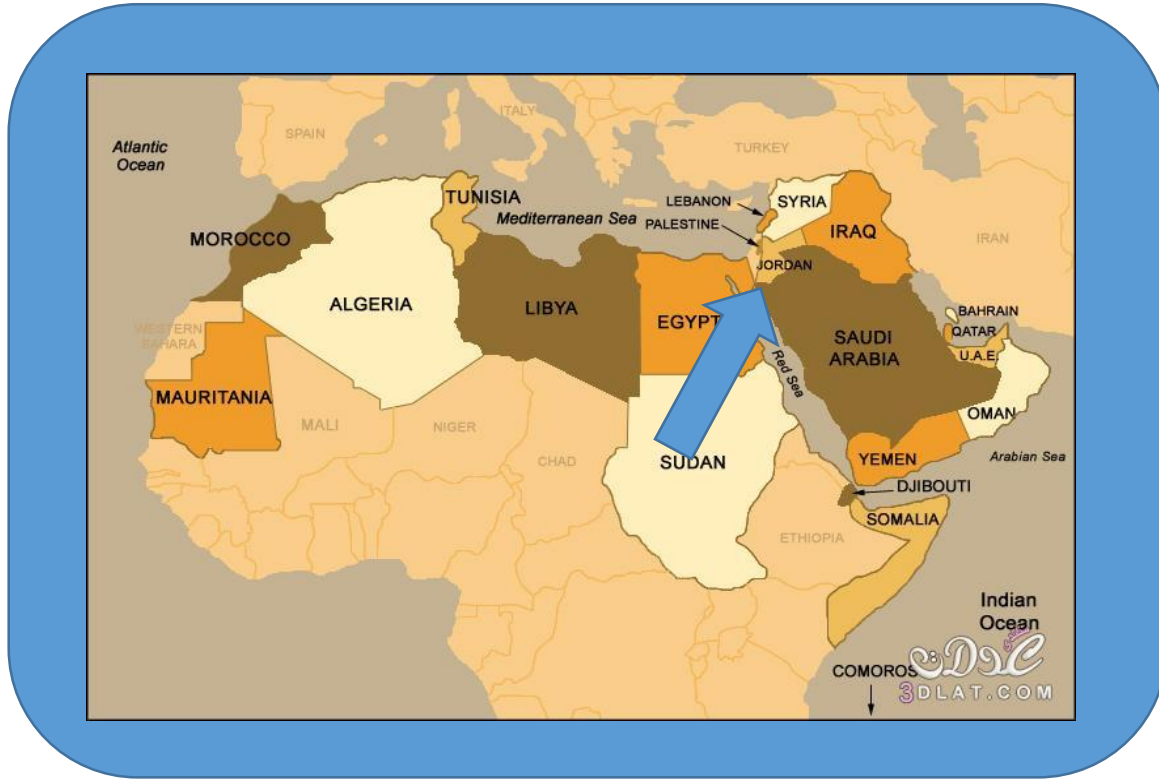 ITALY
SPAIN
Atlantic
Ocean
TURKEY
TUNISIA
LEBANON
SYRIA
Mediterranean Sea
PALESTINE
MOROCCO
IRAQ
IRAN
JORDAN
ALGERIA
LIBYA
BAHRAIN
EGYPT
WESTERN
SAHARA
QATAR
SAUDI
ARABIA
U.A.E.
Red Sea
MAURITANIA
OMAN
MALI
NIGER
CHAD
SUDAN
YEMEN
Arabian Sea
DJIBOUTI
SOMALIA
ETHIOPIA
Indian
Ocean
COMOROS
3DLAT.COM